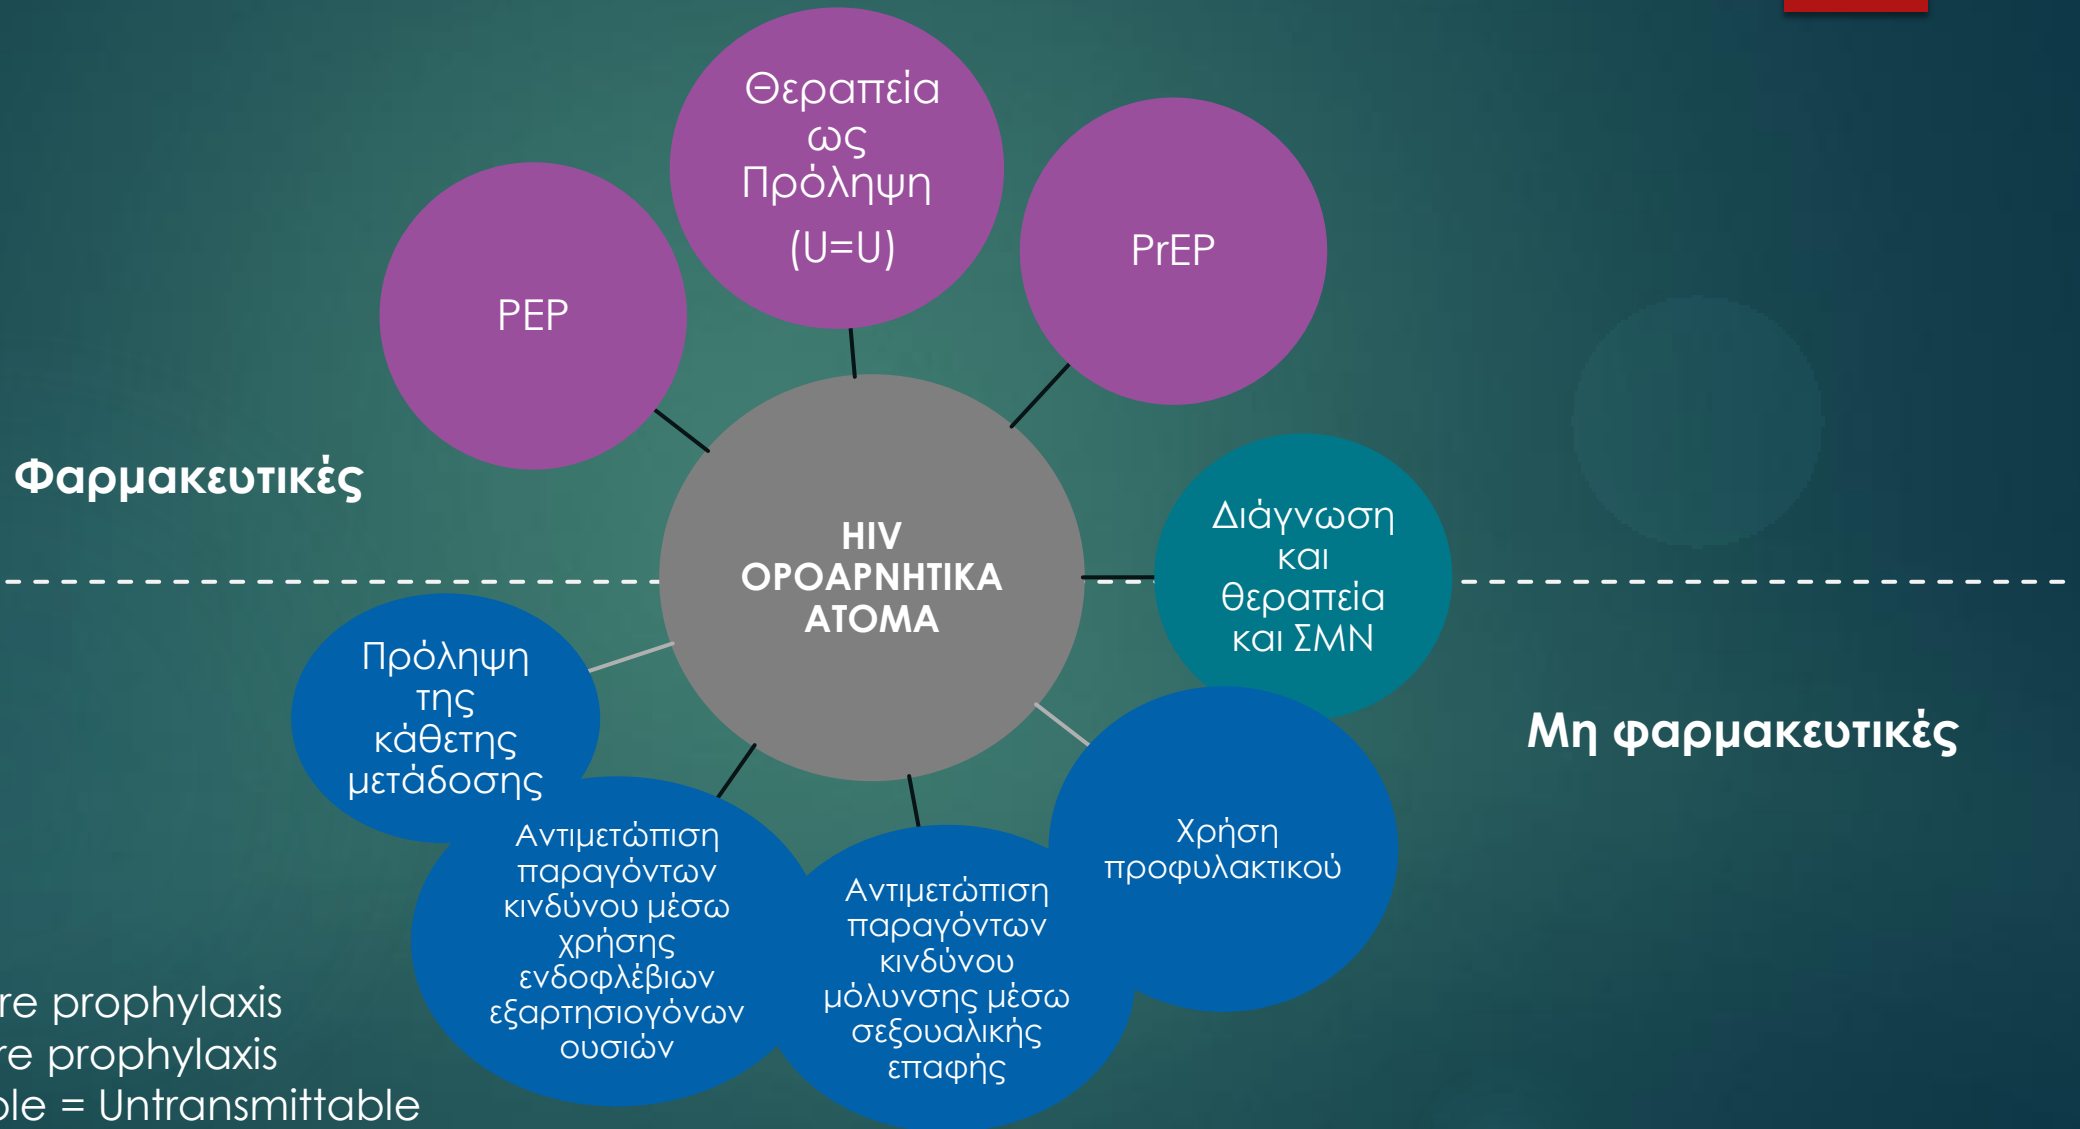 Θεραπεία
ως
Πρόληψη
(U=U)
PrEP
PEP
Φαρμακευτικές
HIV
ΟΡΟΑΡΝΗΤΙΚΑ
ΑΤΟΜΑ
Διάγνωση
και
θεραπεία
και ΣΜΝ
Μη φαρμακευτικές
Πρόληψη
της
κάθετης
μετάδοσης
Αντιμετώπιση
παραγόντων
κινδύνου μέσω
χρήσης
ενδοφλέβιων
εξαρτησιογόνων
ουσιών
Αντιμετώπιση
παραγόντων
κινδύνου
μόλυνσης μέσω
σεξουαλικής
επαφής
Χρήση
προφυλακτικού
re prophylaxis
re prophylaxis
ble = Untransmittable